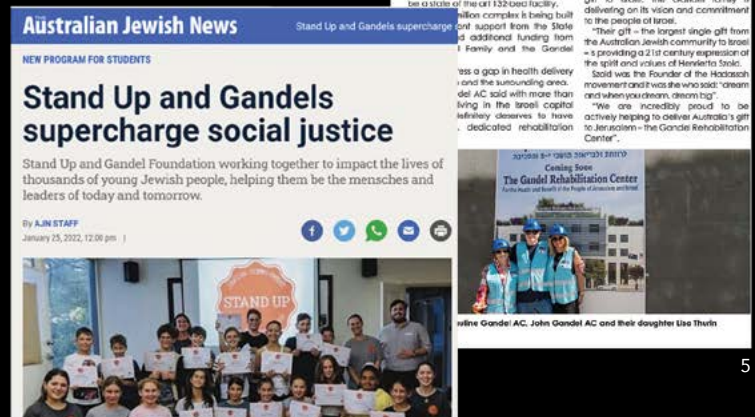 The
Australian Jewish News
Stand Up and Gandels supercharge
NEW PROGRAM FOR STUDENTS
Stand Up and Gandels
supercharge social justice
Stand Up and Gandel Foundation working together to impact the lives of
thousands of young Jewish people, helping them be the mensches and
leaders of today and tomorrow.
By AJN STAFF
January 25, 2022, 12:00 pm |
STAND UP
be a state of the art 132-bed facility.
million complex is being built
nt support from the State
additional funding from
Family and the Gandel
ress a gap in health delivery
and the surrounding area.
del AC said with more than
living in the Israeli capital
definitely deserves to have
dedicated rehabilitation
delivering on its vision and commitment
to the people of Israel.
"Their gift – the largest single gift from
the Australian Jewish community to Israel
– is providing a 21st century expression of
the spirit and values of Henrietta Szold.
Szold was the Founder of the Hadassah
movement and it was she who said: "dream
and when you dream, dream big".
"We are incredibly proud to be
actively helping to deliver Australia's gift
to Jerusalem – the Gandel Rehabilitation
Center".
Coming Soon
The Gandel Rehabilitation Center
For the Health and Benefit of the People of Jerusalem and Israel
uline Gandel AC, John Gandel AC and their daughter Lisa Thurin
5